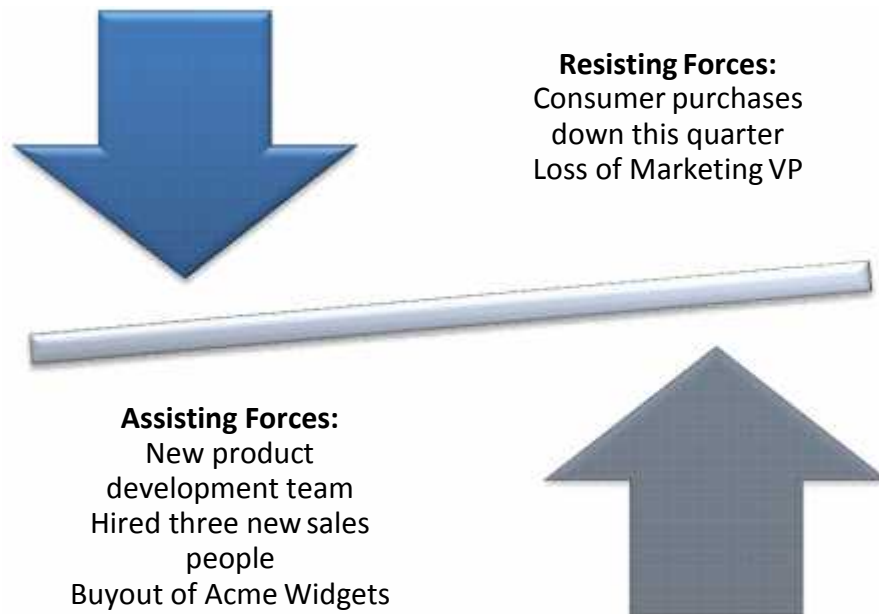 Resisting Forces:
Consumer purchases
down this quarter
Loss of Marketing VP
Assisting Forces:
New product
development team
Hired three new sales
people
Buyout of Acme Widgets